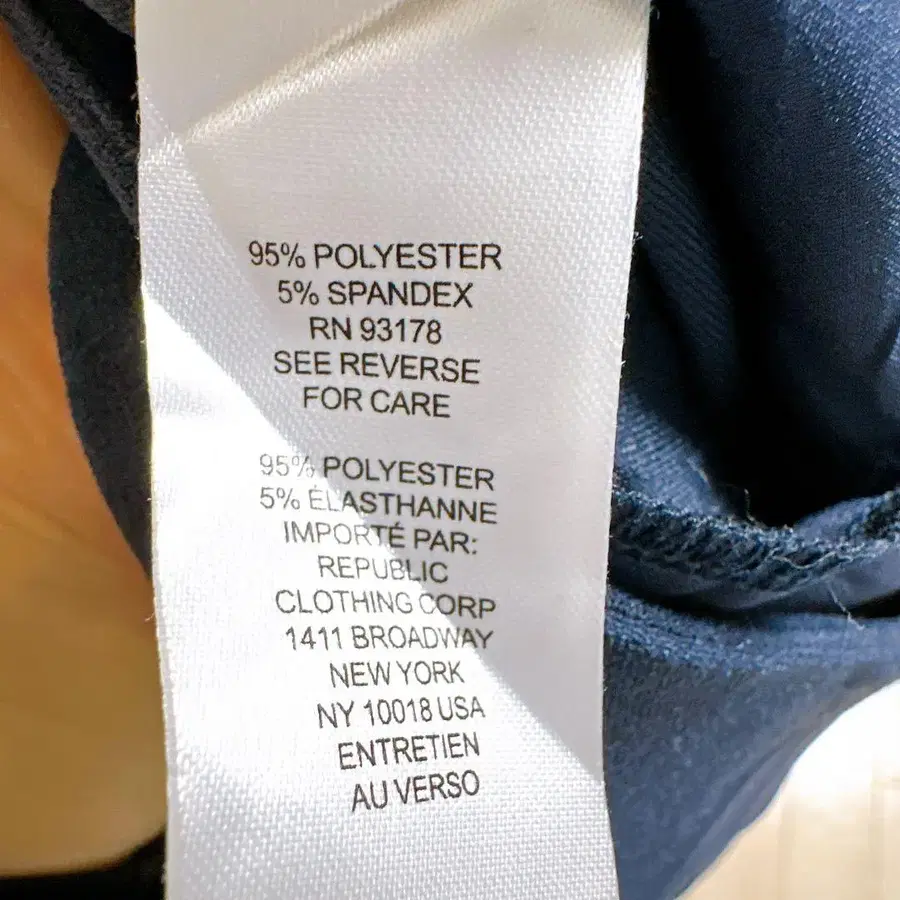 95% POLYESTER
5% SPANDEX
RN 93178
SEE REVERSE
FOR CARE
95% POLYESTER
5% ÉLASTHANNE
IMPORTÉ PAR:
REPUBLIC
CLOTHING CORP
1411 BROADWAY
NEW YORK
NY 10018 USA
ENTRETIEN
AU VERSO